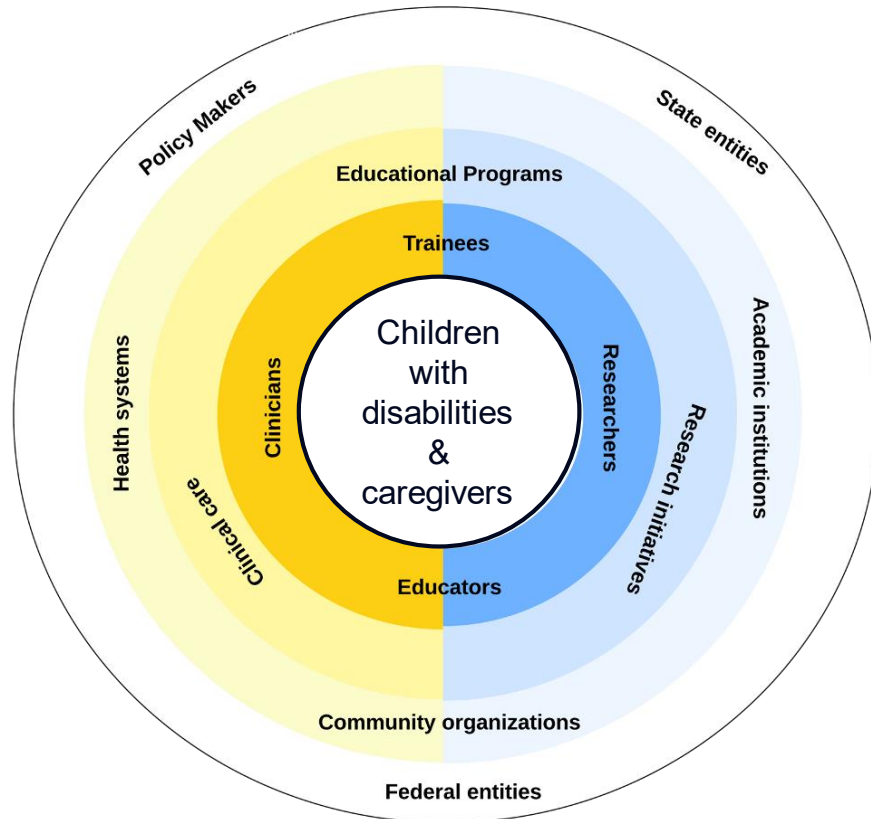 Policy Makers
State entities
Educational Programs
Trainees
Health systems
Clinicians
Children
with
disabilities
&
caregivers
Researchers
Academic institutions
Clinical care
Research initiatives
Educators
Community organizations
Federal entities